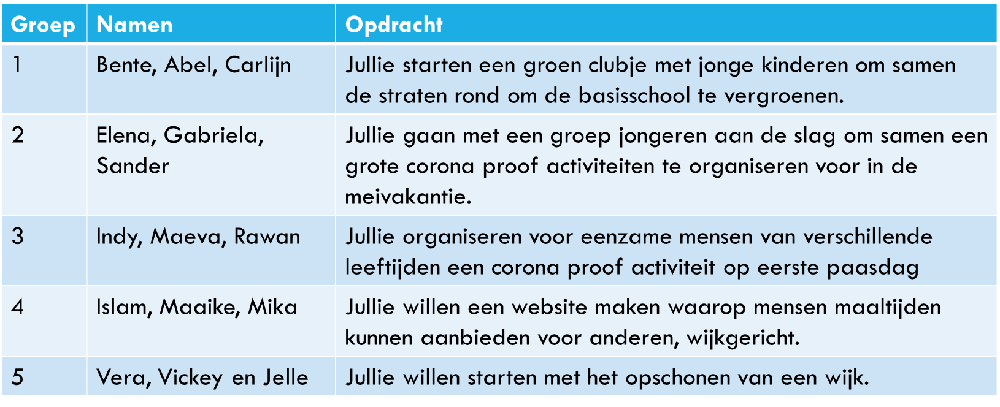 Groep Namen Opdracht
1 Bente, Abel, Carlijn Jullie starten een groen clubje met jonge kinderen om samen
de straten rond om de basisschool te vergroenen.
2 Elena, Gabriela, Jullie gaan met een groep jongeren aan de slag om samen een
Sander grote corona proof activiteiten te organiseren voor in de
meivakantie.
3 Indy, Maeva, Rawan Jullie organiseren voor eenzame mensen van verschillende
leeftijden een corona proof activiteit op eerste paasdag
4 Islam, Maaike, Mika Jullie willen een website maken waarop mensen maaltijden
kunnen aanbieden voor anderen, wijkgericht.
5 Vera, Vickey en Jelle Jullie willen starten met het opschonen van een wijk.